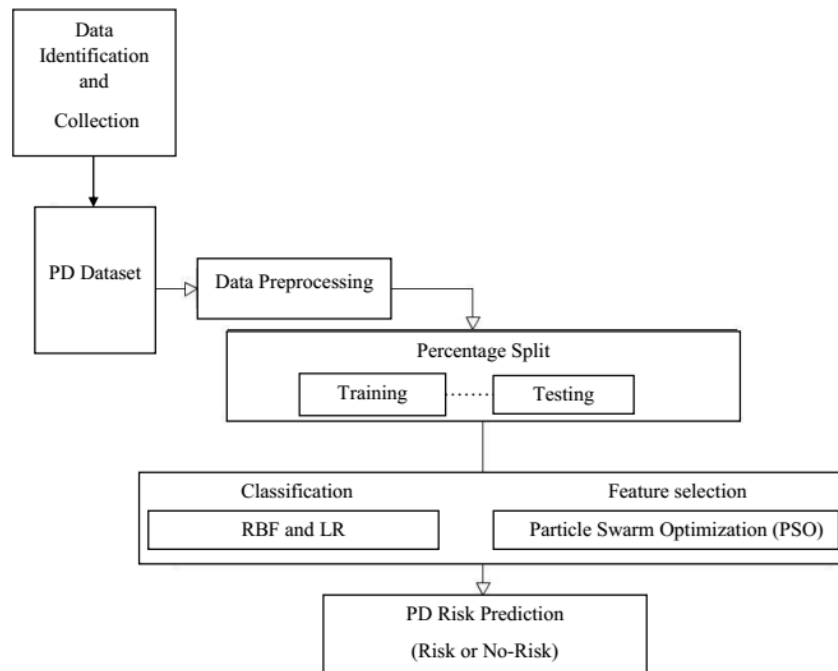 Data
Identification
and
Collection
PD Dataset
Data Preprocessing
Percentage Split
Training
Testing
Classification
Feature selection
RBF and LR
Particle Swarm Optimization (PSO)
PD Risk Prediction
(Risk or No-Risk)